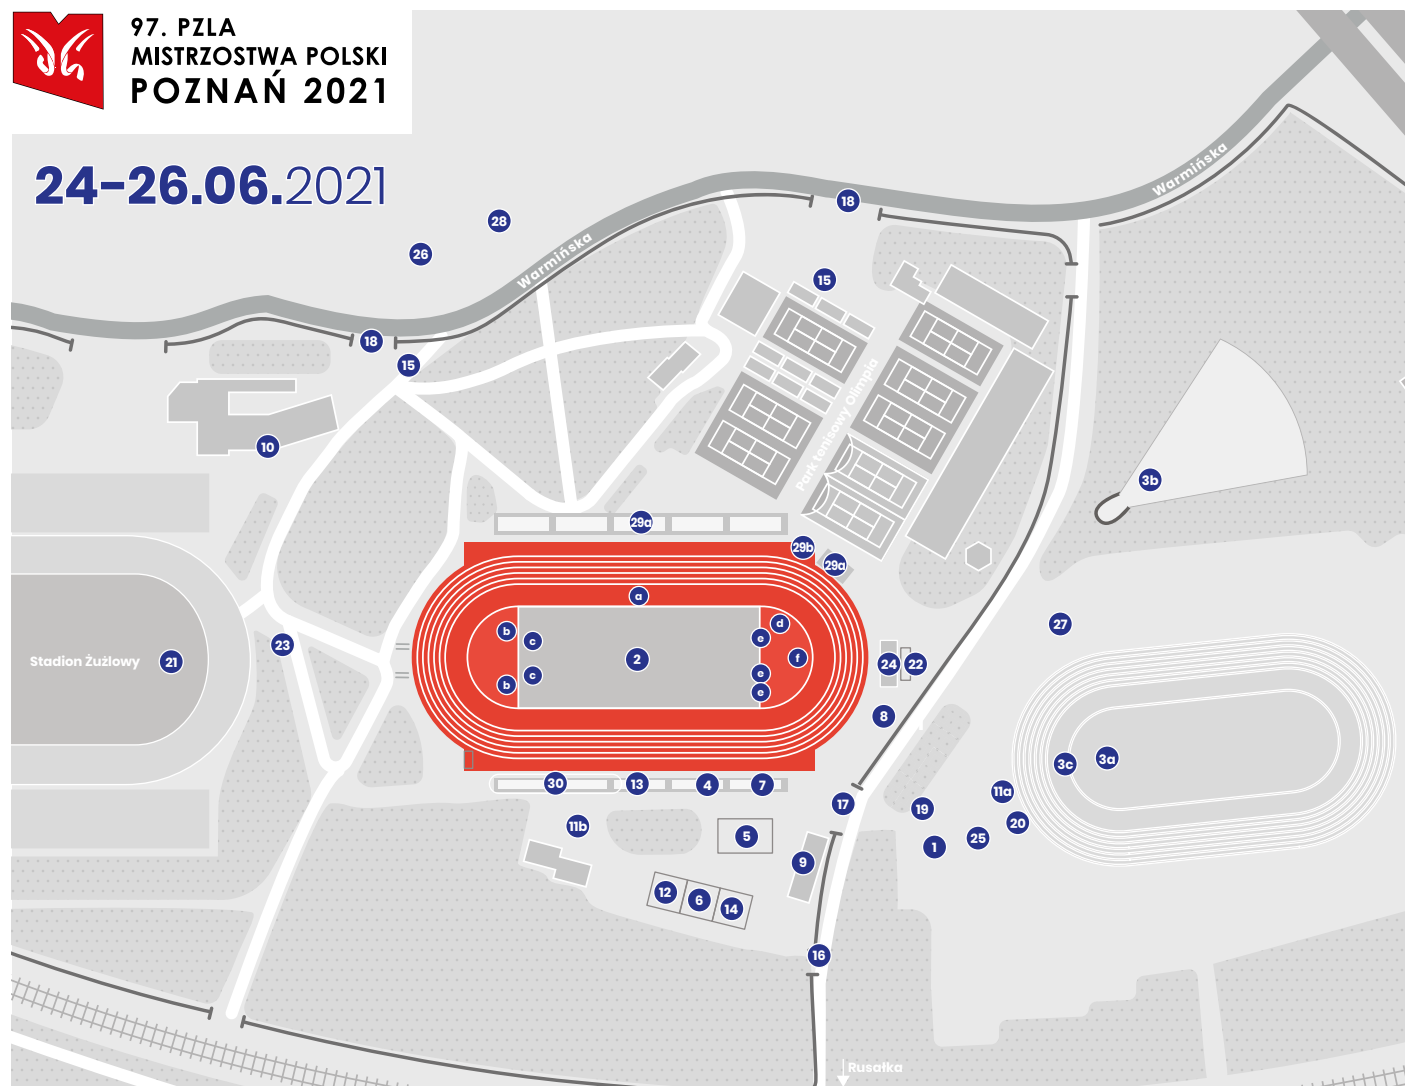 97. PZLA
MISTRZOSTWA POLSKI
POZNAŃ 2021
24-26.06.2021
Warmińska
18
28
26
Warmińska
15
18
15
10
Park tenisowy Olimpia
3b
29a
29b
29a
a
b
c
d
e
f
2
c
b
e
e
27
23
Stadion Żużlowy
21
24
22
8
3c
3a
30
13
4
7
11a
17
19
20
11b
5
25
1
9
12
6
14
16
Rusałka